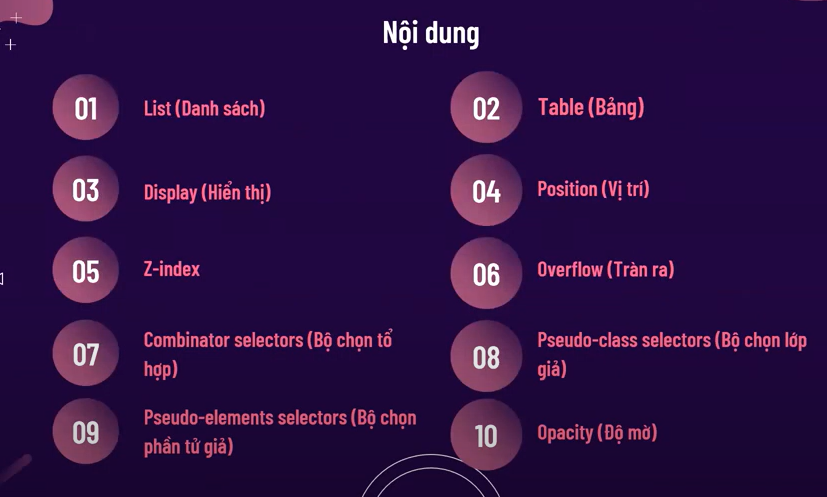 Nội dung
01
List (Danh sách)
02
Table (Bảng)
03
Display (Hiển thị)
04
Position (Vị trí)
05
Z-index
06
Overflow (Tràn ra)
07
Combinator selectors (Bộ chọn tổ
hợp)
08
Pseudo-class selectors (Bộ chọn lớp
giả)
09
Pseudo-elements selectors (Bộ chọn
phần tử giả)
10
Opacity (Độ mờ)